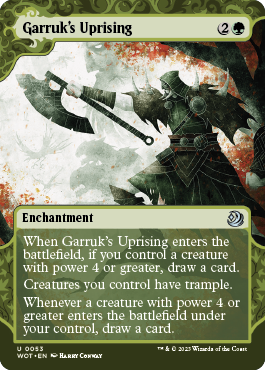 Garruk's Uprising 2
Enchantment
When Garruk's Uprising enters the
battlefield, if you control a creature
with power 4 or greater, draw a card.
Creatures you control have trample.
Whenever a creature with power 4 or
greater enters the battlefield under
your control, draw a card.
U 0053
WOT • EN Harry Conway
™ & © 2023 Wizards of the Coast